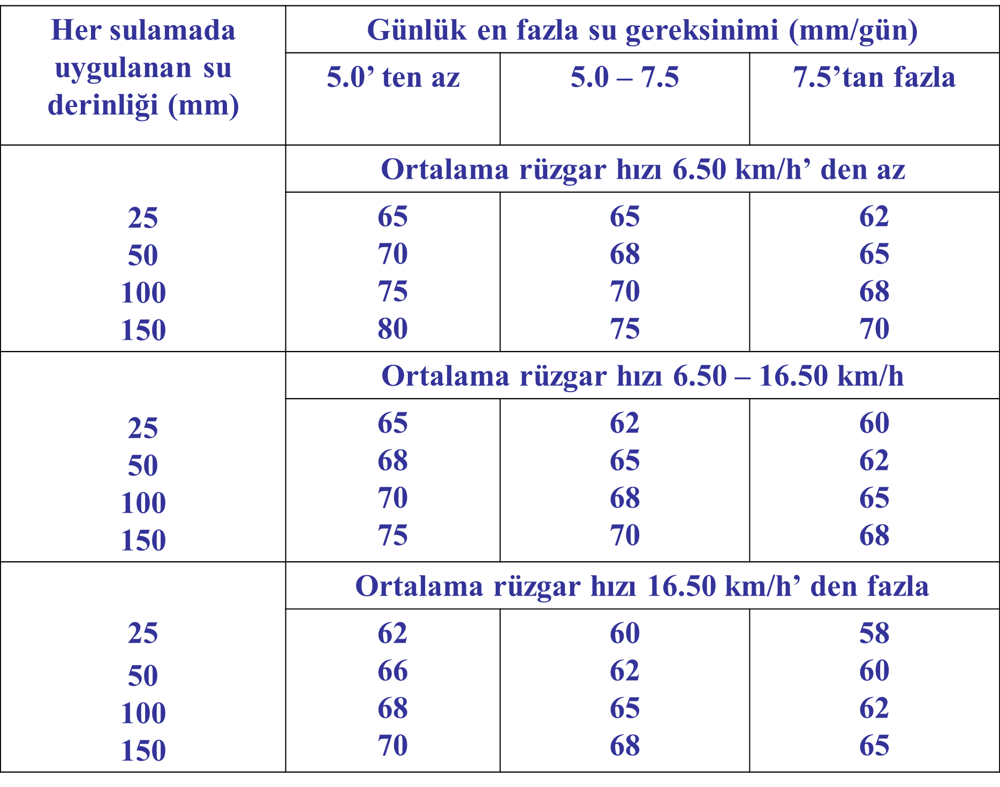 Her sulamada
uygulanan su
derinliği (mm)
Günlük en fazla su gereksinimi (mm/gün)
5.0’ ten az
5.0 – 7.5
7.5’tan fazla
Ortalama rüzgar hızı 6.50 km/h’ den az
25 65 65 62
50 70 68 65
100 75 70 68
150 80 75 70
Ortalama rüzgar hızı 6.50 – 16.50 km/h
25 65 62 60
50 68 65 62
100 70 68 65
150 75 70 68
Ortalama rüzgar hızı 16.50 km/h’ den fazla
25 62 60 58
50 66 62 60
100 68 65 62
150 70 68 65